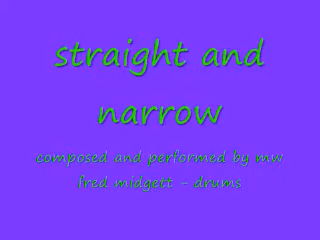 straight and
narrow
composed and performed by mw
fred midgett - drums